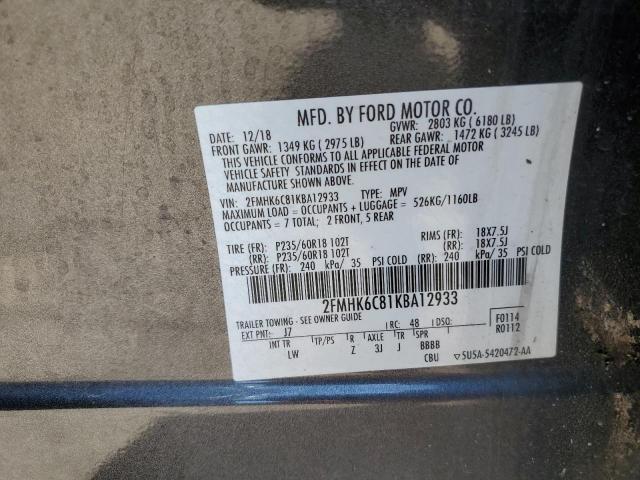 MFD. BY FORD MOTOR CO.
12/18 GVWR: 2803 KG ( 6180 LB)
FRONT GAWR: 1349 KG ( 2975 LB) REAR GAWR: 1472 KG ( 3245 LB)
THIS VEHICLE CONFORMS TO ALL APPLICABLE FEDERAL MOTOR
VEHICLE SAFETY STANDARDS IN EFFECT ON THE DATE OF
MANUFACTURE SHOWN ABOVE.
VIN: 2FMHK6C81KBA12933 TYPE: MPV
MAXIMUM LOAD = OCCUPANTS + LUGGAGE = 526KG/1160LB
OCCUPANTS = 7 TOTAL; 2 FRONT, 5 REAR
TIRE (FR): P235/60R18 102T RIMS (FR): 18X7.5J
(RR): P235/60R18 102T (RR): 18X7.5J
PRESSURE (FR): 240 kPa/ 35 PSI COLD (RR): 240 kPa/ 35 PSI COLD
2FMHK6C81KBA12933
TRAILER TOWING - SEE OWNER GUIDE F0114
EXT PNT: J7 RC: 48 DSO: R0112
INT TR TP/PS R AXLE TR SPR
LW Z 3J J BBBB
CBU ▽5U5A-5420472-AA